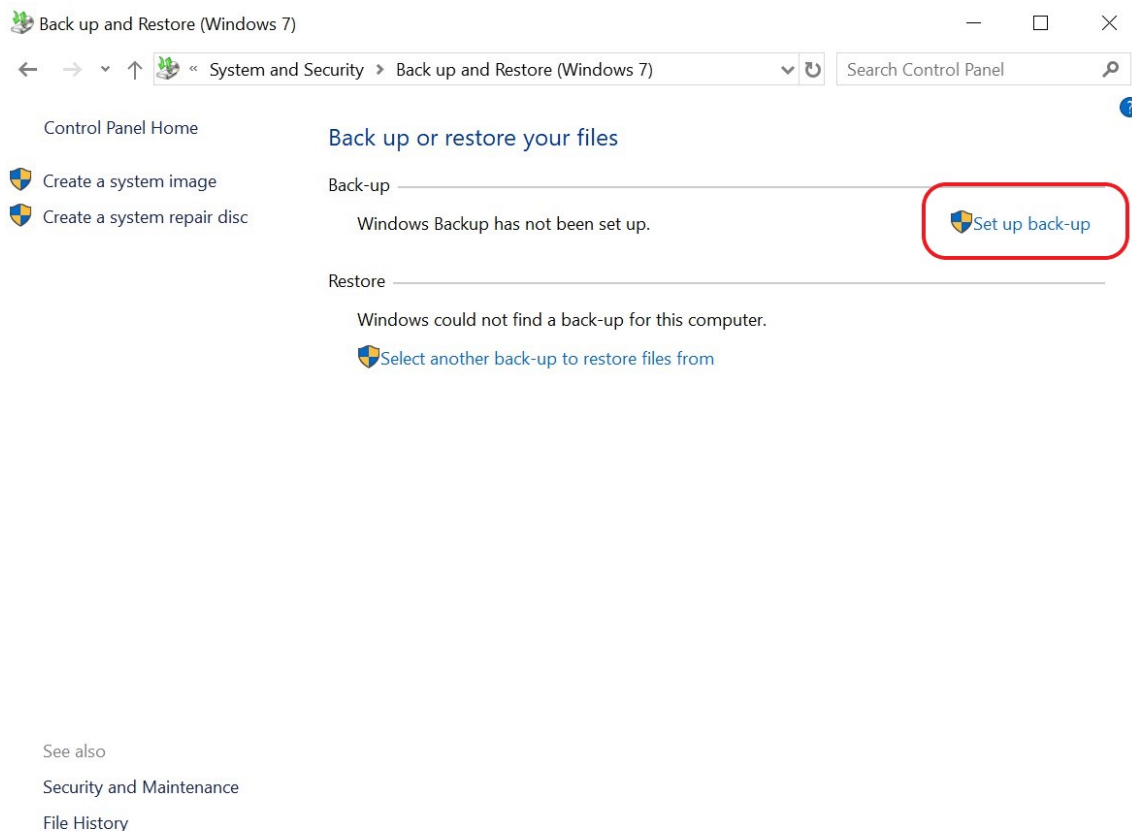 Back up and Restore (Windows 7)
« System and Security > Back up and Restore (Windows 7)
Search Control Panel
?
Control Panel Home
Create a system image
Create a system repair disc
Back up or restore your files
Back-up
Windows Backup has not been set up.
Set up back-up
Restore
Windows could not find a back-up for this computer.
Select another back-up to restore files from
See also
Security and Maintenance
File History